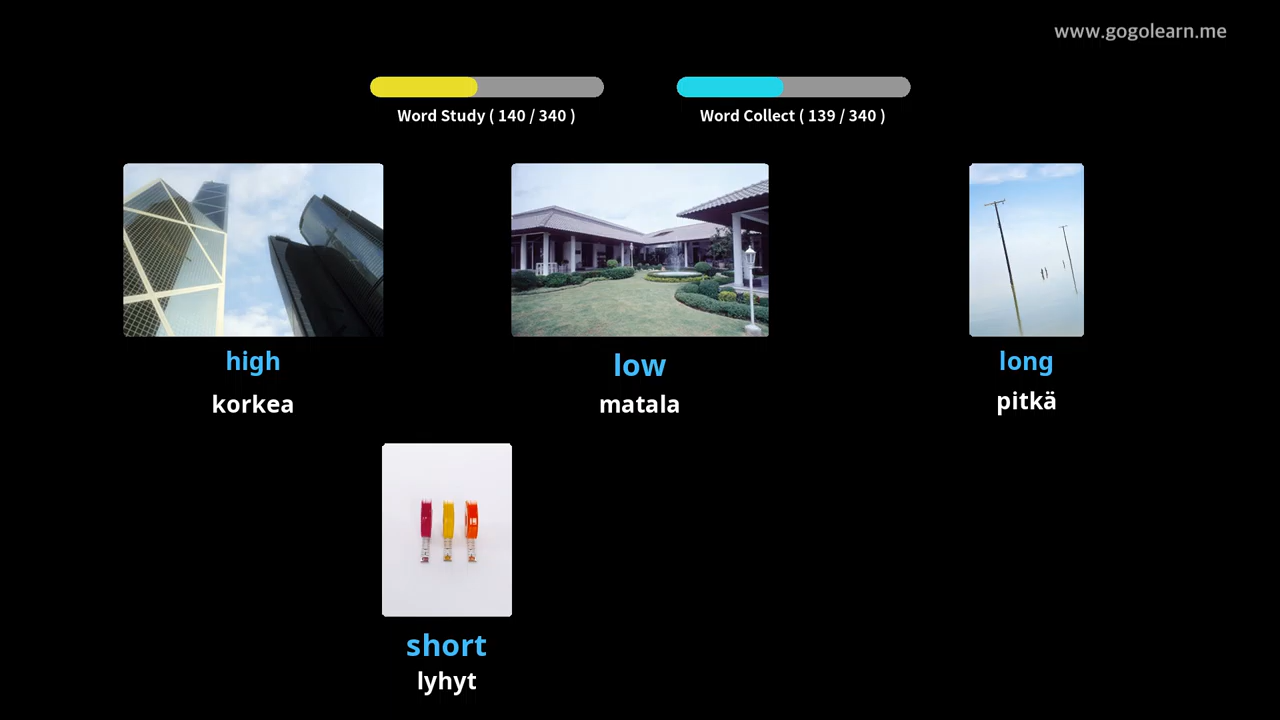 www.gogolearn.me
Word Study ( 140 / 340 )
Word Collect ( 139 / 340 )
high
low
long
korkea
matala
pitkä
short
lyhyt